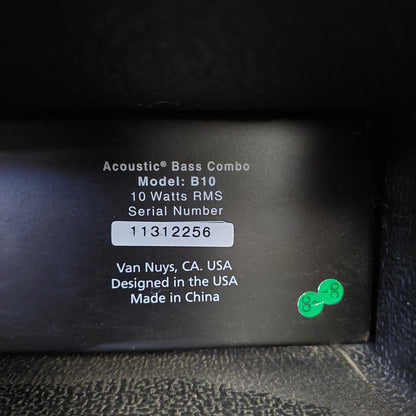 Acoustic® Bass Combo
Model: B10
10 Watts RMS
Serial Number
11312256
Van Nuys, CA. USA
Designed in the USA
Made in China
QC